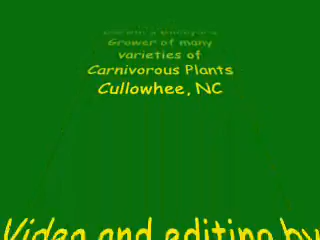 Grower of many
varieties of
Carnivorous Plants
Cullowhee, NC
Video and editing by